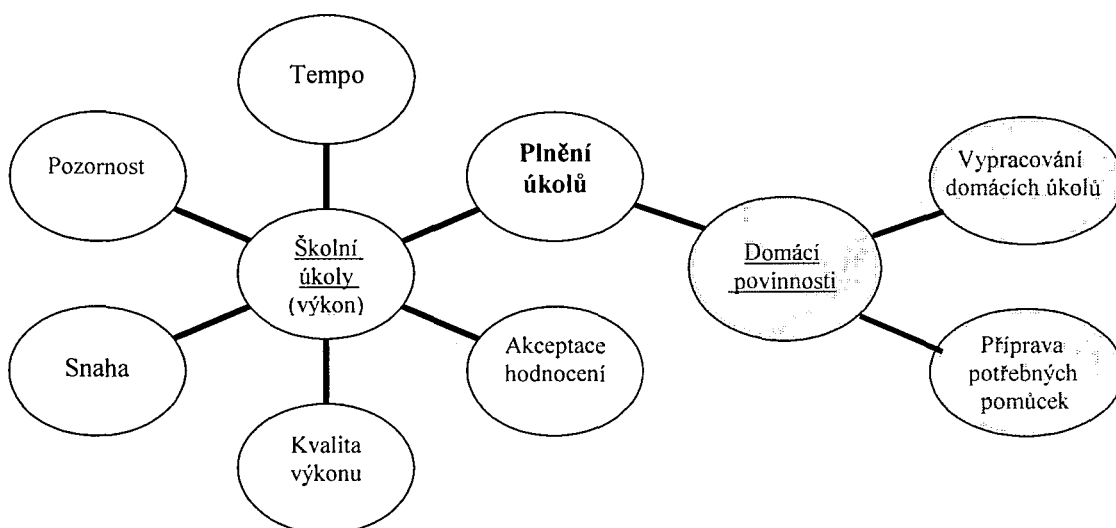 Tempo
Pozornost
Plnění
úkolů
Vypracování
domácích úkolů
Školní
úkoly
(výkon)
Domácí
povinnosti
Snaha
Akceptace
hodnocení
Příprava
potřebných
pomůcek
Kvalita
výkonu